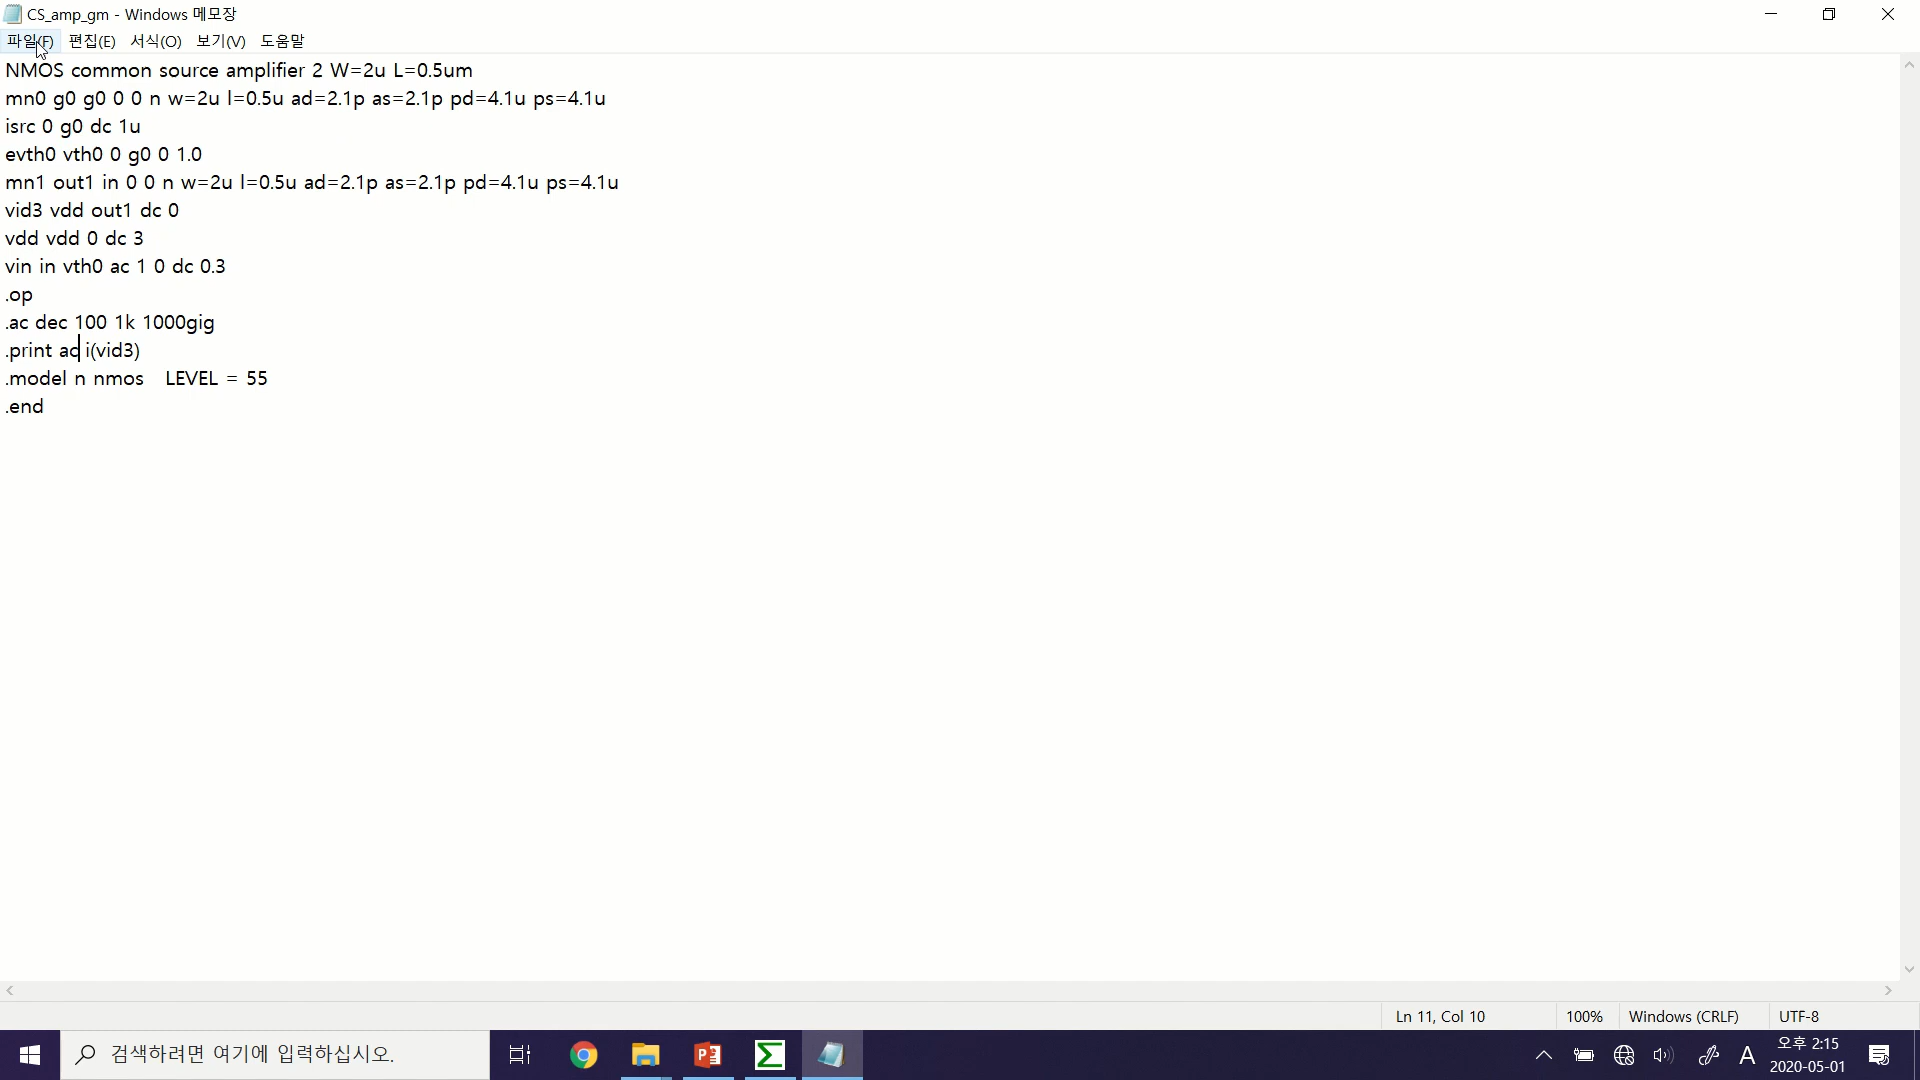 CS_amp_gm - Windows 메모장
파일(F) 편집(E) 서식(O) 보기(V) 도움말
NMOS common source amplifier 2 W=2u L=0.5um
mn0 g0 g0 0 0 n w=2u l=0.5u ad=2.1p as=2.1p pd=4.1u ps=4.1u
isrc 0 g0 dc 1u
evth0 vth0 0 g0 0 1.0
mn1 out1 in 0 0 n w=2u l=0.5u ad=2.1p as=2.1p pd=4.1u ps=4.1u
vid3 vdd out1 dc 0
vdd vdd 0 dc 3
vin in vth0 ac 1 0 dc 0.3
.op
.ac dec 100 1k 1000gig
.print ac i(vid3)
.model n nmos LEVEL = 55
.end
Ln 11, Col 10 100% Windows (CRLF) UTF-8
검색하려면 여기에 입력하십시오.
A 오후 2:15
2020-05-01